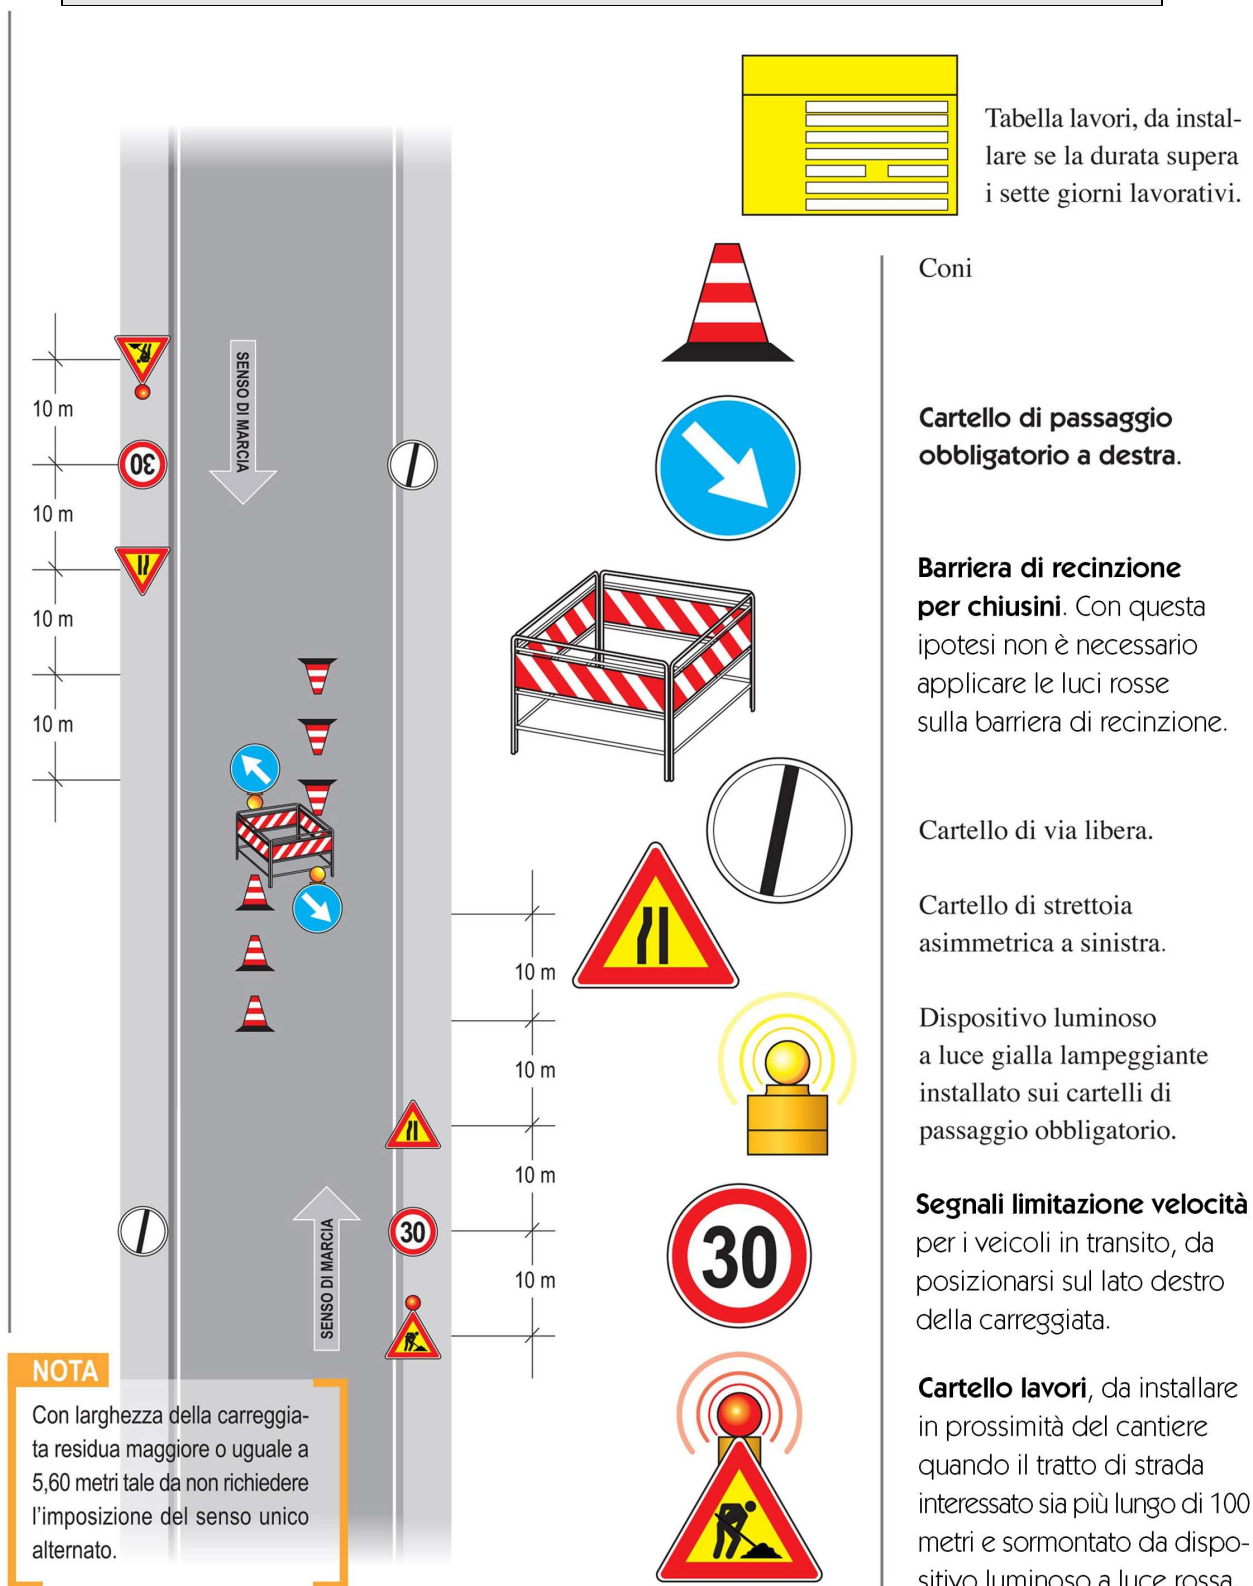 Tabella lavori, da instal-
lare se la durata supera
i sette giorni lavorativi.
Coni
Cartello di passaggio
obbligatorio a destra.
Barriera di recinzione
per chiusini. Con questa
ipotesi non è necessario
applicare le luci rosse
sulla barriera di recinzione.
Cartello di via libera.
Cartello di strettoia
asimmetrica a sinistra.
Dispositivo luminoso
a luce gialla lampeggiante
installato sui cartelli di
passaggio obbligatorio.
Segnali limitazione velocità
per i veicoli in transito, da
posizionarsi sul lato destro
della carreggiata.
Cartello lavori, da installare
in prossimità del cantiere
quando il tratto di strada
interessato sia più lungo di 100
metri e sormontato da dispo-
sitivo luminoso a luce rossa
SENSO DI MARCIA
10 m
30
10 m
10 m
10 m
10 m
10 m
10 m
10 m
SENSO DI MARCIA
30
30
NOTA
Con larghezza della carreggia-
ta residua maggiore o uguale a
5,60 metri tale da non richiedere
l'imposizione del senso unico
alternato.